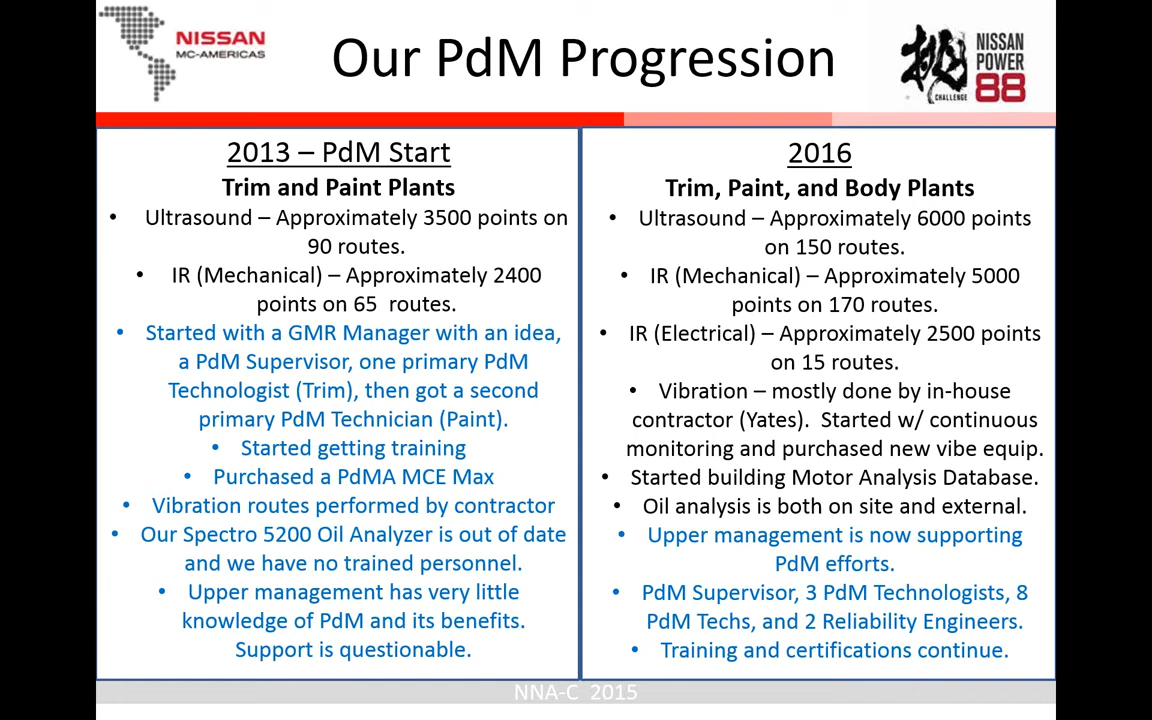 NISSAN
MC-AMERICAS
Our PdM Progression
挑
CHALLENGE
NISSAN
POWER
88
2013 – PdM Start
Trim and Paint Plants
• Ultrasound – Approximately 3500 points on
90 routes.
• IR (Mechanical) – Approximately 2400
points on 65 routes.
• Started with a GMR Manager with an idea,
a PdM Supervisor, one primary PdM
Technologist (Trim), then got a second
primary PdM Technician (Paint).
• Started getting training
• Purchased a PdMA MCE Max
• Vibration routes performed by contractor
• Our Spectro 5200 Oil Analyzer is out of date
and we have no trained personnel.
• Upper management has very little
knowledge of PdM and its benefits.
Support is questionable.
2016
Trim, Paint, and Body Plants
• Ultrasound – Approximately 6000 points
on 150 routes.
• IR (Mechanical) – Approximately 5000
points on 170 routes.
• IR (Electrical) – Approximately 2500 points
on 15 routes.
• Vibration – mostly done by in-house
contractor (Yates). Started w/ continuous
monitoring and purchased new vibe equip.
• Started building Motor Analysis Database.
• Oil analysis is both on site and external.
• Upper management is now supporting
PdM efforts.
• PdM Supervisor, 3 PdM Technologists, 8
PdM Techs, and 2 Reliability Engineers.
• Training and certifications continue.
NNA-C 2015